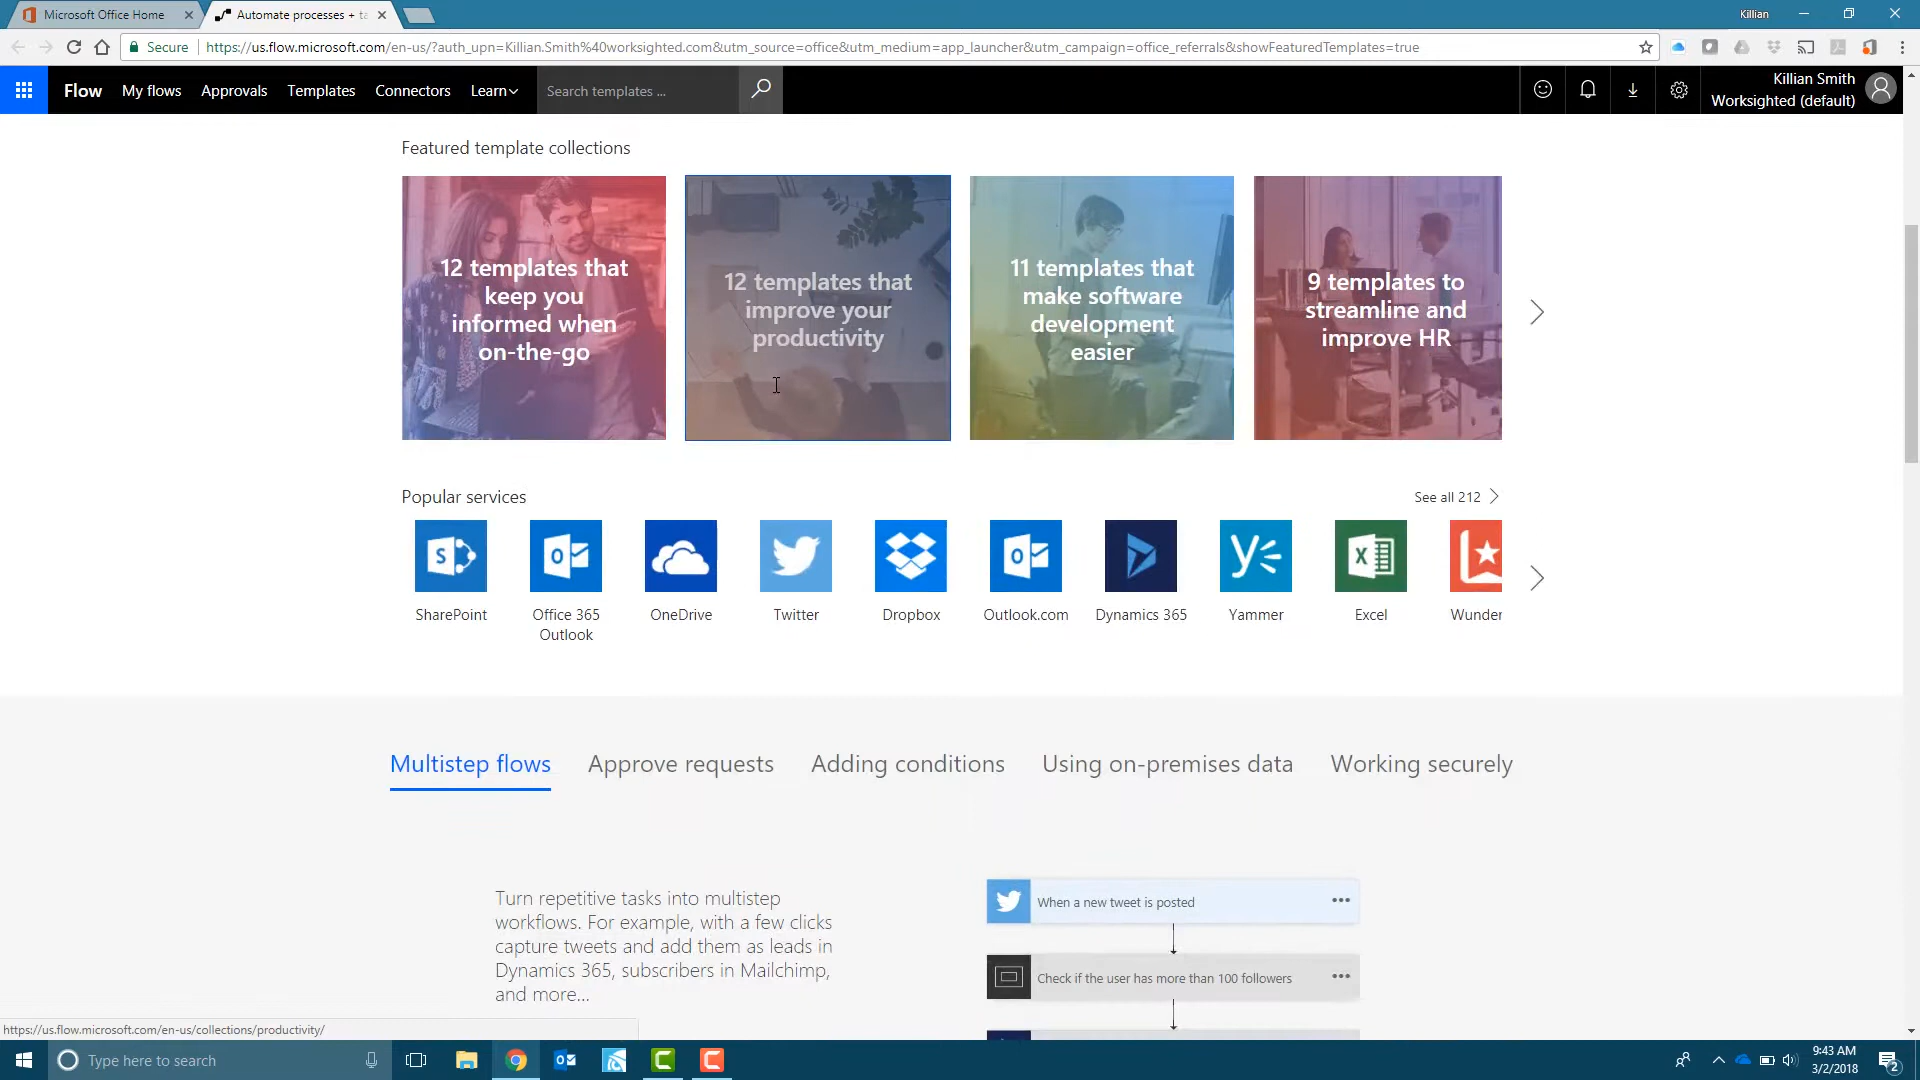 Microsoft Office Home
Automate processes + ta
Killian
Secure
https://us.flow.microsoft.com/en-us/?auth_upn=Killian.Smith%40worksighted.com&utm_source=office&utm_medium=app_launcher&utm_campaign=office_referrals&showFeaturedTemplates=true
Flow
My flows
Approvals
Templates
Connectors
Learn
Search templates ...
Killian Smith
Worksighted (default)
Featured template collections
12 templates that
keep you
informed when
on-the-go
12 templates that
improve your
productivity
11 templates that
make software
development
easier
9 templates to
streamline and
improve HR
Popular services
See all 212
SharePoint
Office 365
Outlook
OneDrive
Twitter
Dropbox
Outlook.com
Dynamics 365
Yammer
Excel
Wunder
Multistep flows
Approve requests
Adding conditions
Using on-premises data
Working securely
Turn repetitive tasks into multistep
workflows. For example, with a few clicks
capture tweets and add them as leads in
Dynamics 365, subscribers in Mailchimp,
and more...
When a new tweet is posted
Check if the user has more than 100 followers
https://us.flow.microsoft.com/en-us/collections/productivity/
Type here to search
9:43 AM
3/2/2018
2